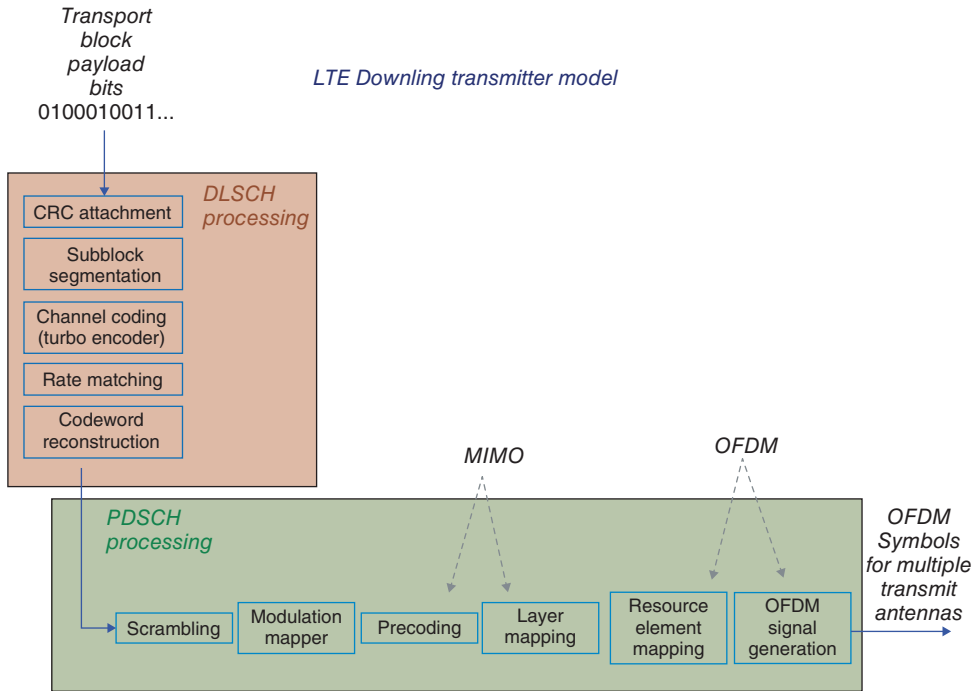 Transport
block
payload
bits
0100010011...
LTE Downling transmitter model
DLSCH
processing
CRC attachment
Subblock
segmentation
Channel coding
(turbo encoder)
Rate matching
Codeword
reconstruction
MIMO
OFDM
PDSCH
processing
Scrambling
Modulation
mapper
Precoding
Layer
mapping
Resource
element
mapping
OFDM
signal
generation
OFDM
Symbols
for multiple
transmit
antennas